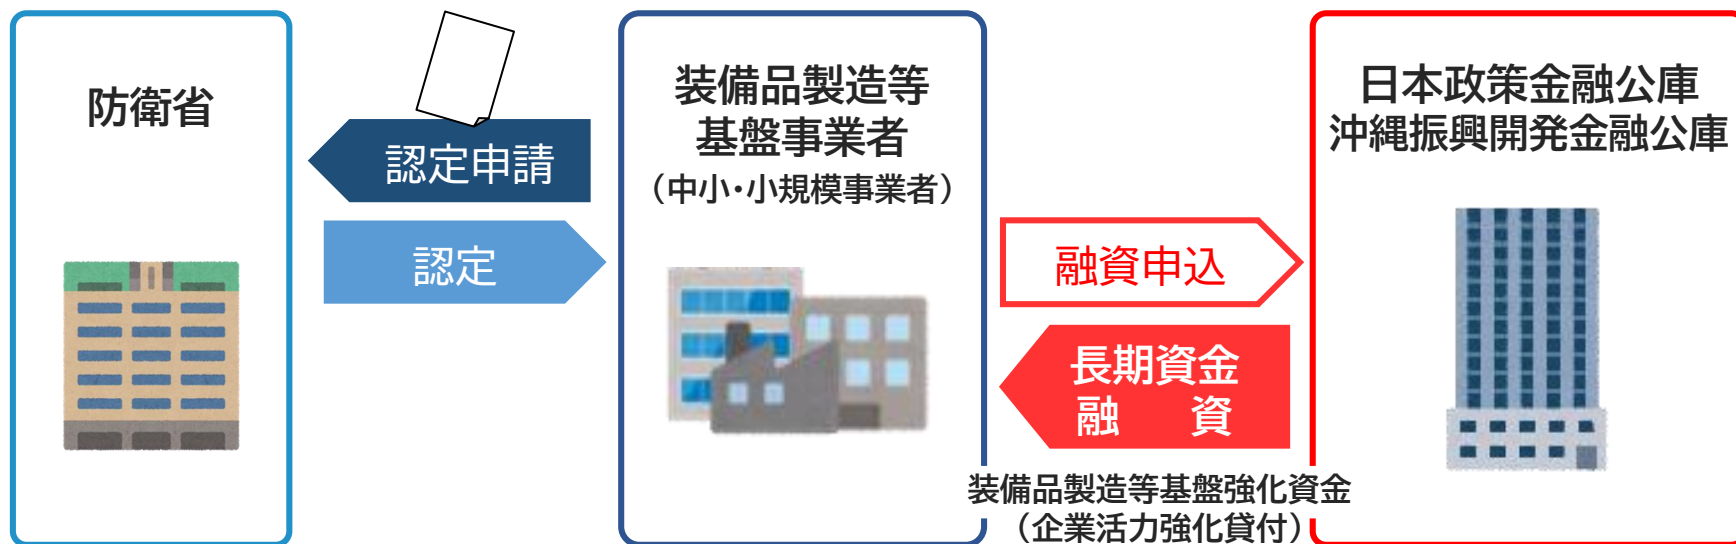 防衛省
認定申請
認定
装備品製造等
基盤事業者
（中小・小規模事業者）
融資申込
長期資金
融　資
装備品製造等基盤強化資金
（企業活力強化貸付）
日本政策金融公庫
沖縄振興開発金融公庫